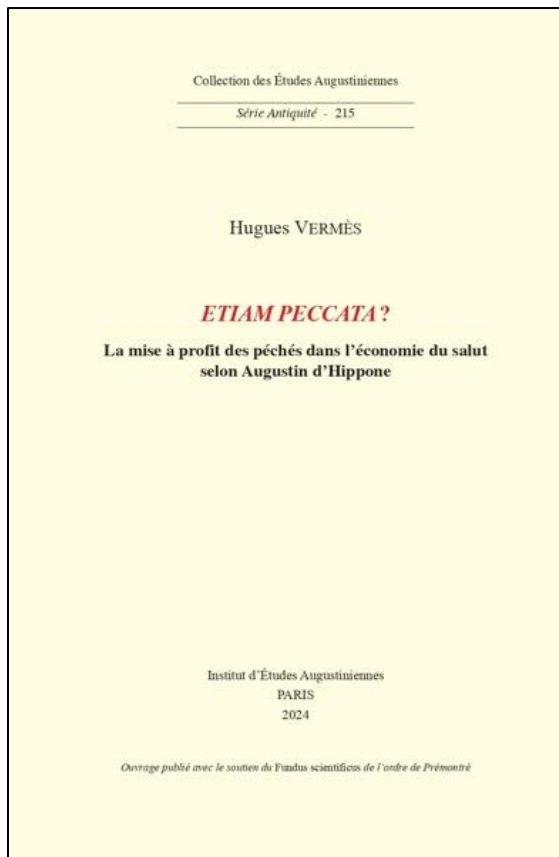 Collection des Études Augustiniennes
Série Antiquité - 215
Hugues VERMÈS
ETIAM PECCATA ?
La mise à profit des péchés dans l’économie du salut
selon Augustin d’Hippone
Institut d’Études Augustiniennes
PARIS
2024
Ouvrage publié avec le soutien du Fundus scientificus de l’ordre de Prémontré